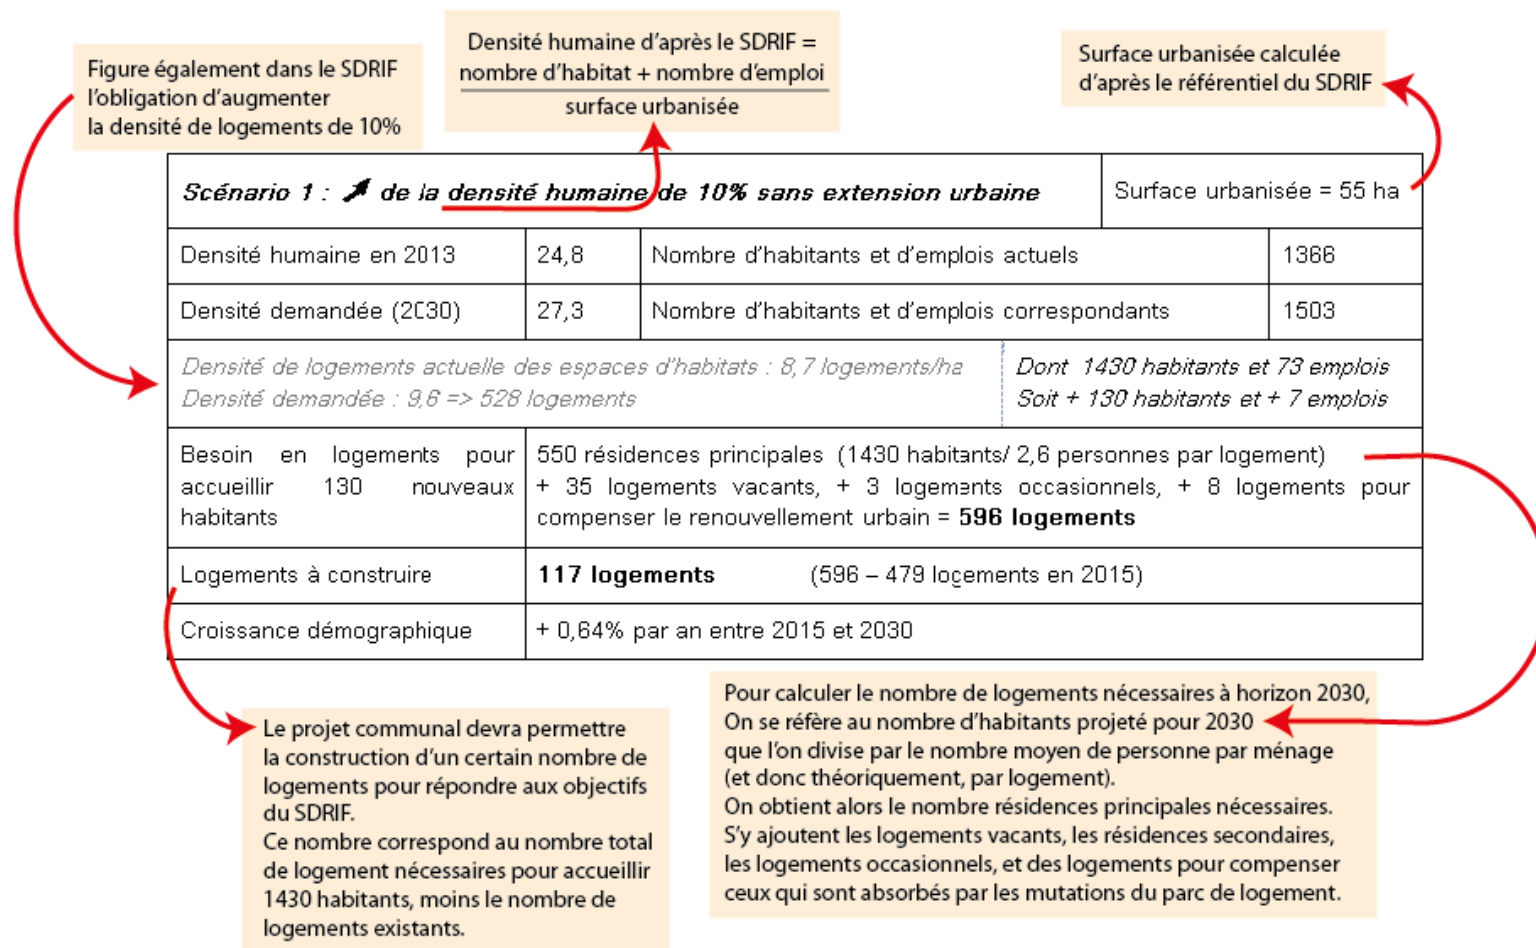 Figure également dans le SDRIF
l'obligation d'augmenter
la densité de logements de 10%
Densité humaine d'après le SDRIF =
nombre d'habitat + nombre d'emploi
surface urbanisée
Surface urbanisée calculée
d'après le référentiel du SDRIF
Scénario 1 : de la densité humaine de 10% sans extension urbaine
Surface urbanisée = 55 ha
Densité humaine en 2013
24,8
Nombre d'habitants et d'emplois actuels
1366
Densité demandée (2030)
27,3
Nombre d'habitants et d'emplois correspondants
1503
Densité de logements actuelle des espaces d'habitats : 8,7 logements/ha
Densité demandée : 9,6 => 528 logements
Dont 1430 habitants et 73 emplois
Soit + 130 habitants et + 7 emplois
Besoin en logements pour
accueillir 130 nouveaux
habitants
550 résidences principales (1430 habitants/ 2,6 personnes par logement)
+ 35 logements vacants, + 3 logements occasionnels, + 8 logements pour
compenser le renouvellement urbain = 596 logements
Logements à construire
117 logements (596 – 479 logements en 2015)
Croissance démographique
+ 0,64% par an entre 2015 et 2030
Le projet communal devra permettre
la construction d'un certain nombre de
logements pour répondre aux objectifs
du SDRIF.
Ce nombre correspond au nombre total
de logement nécessaires pour accueillir
1430 habitants, moins le nombre de
logements existants.
Pour calculer le nombre de logements nécessaires à horizon 2030,
On se réfère au nombre d'habitants projeté pour 2030
que l'on divise par le nombre moyen de personne par ménage
(et donc théoriquement, par logement).
On obtient alors le nombre résidences principales nécessaires.
S'y ajoutent les logements vacants, les résidences secondaires,
les logements occasionnels, et des logements pour compenser
ceux qui sont absorbés par les mutations du parc de logement.